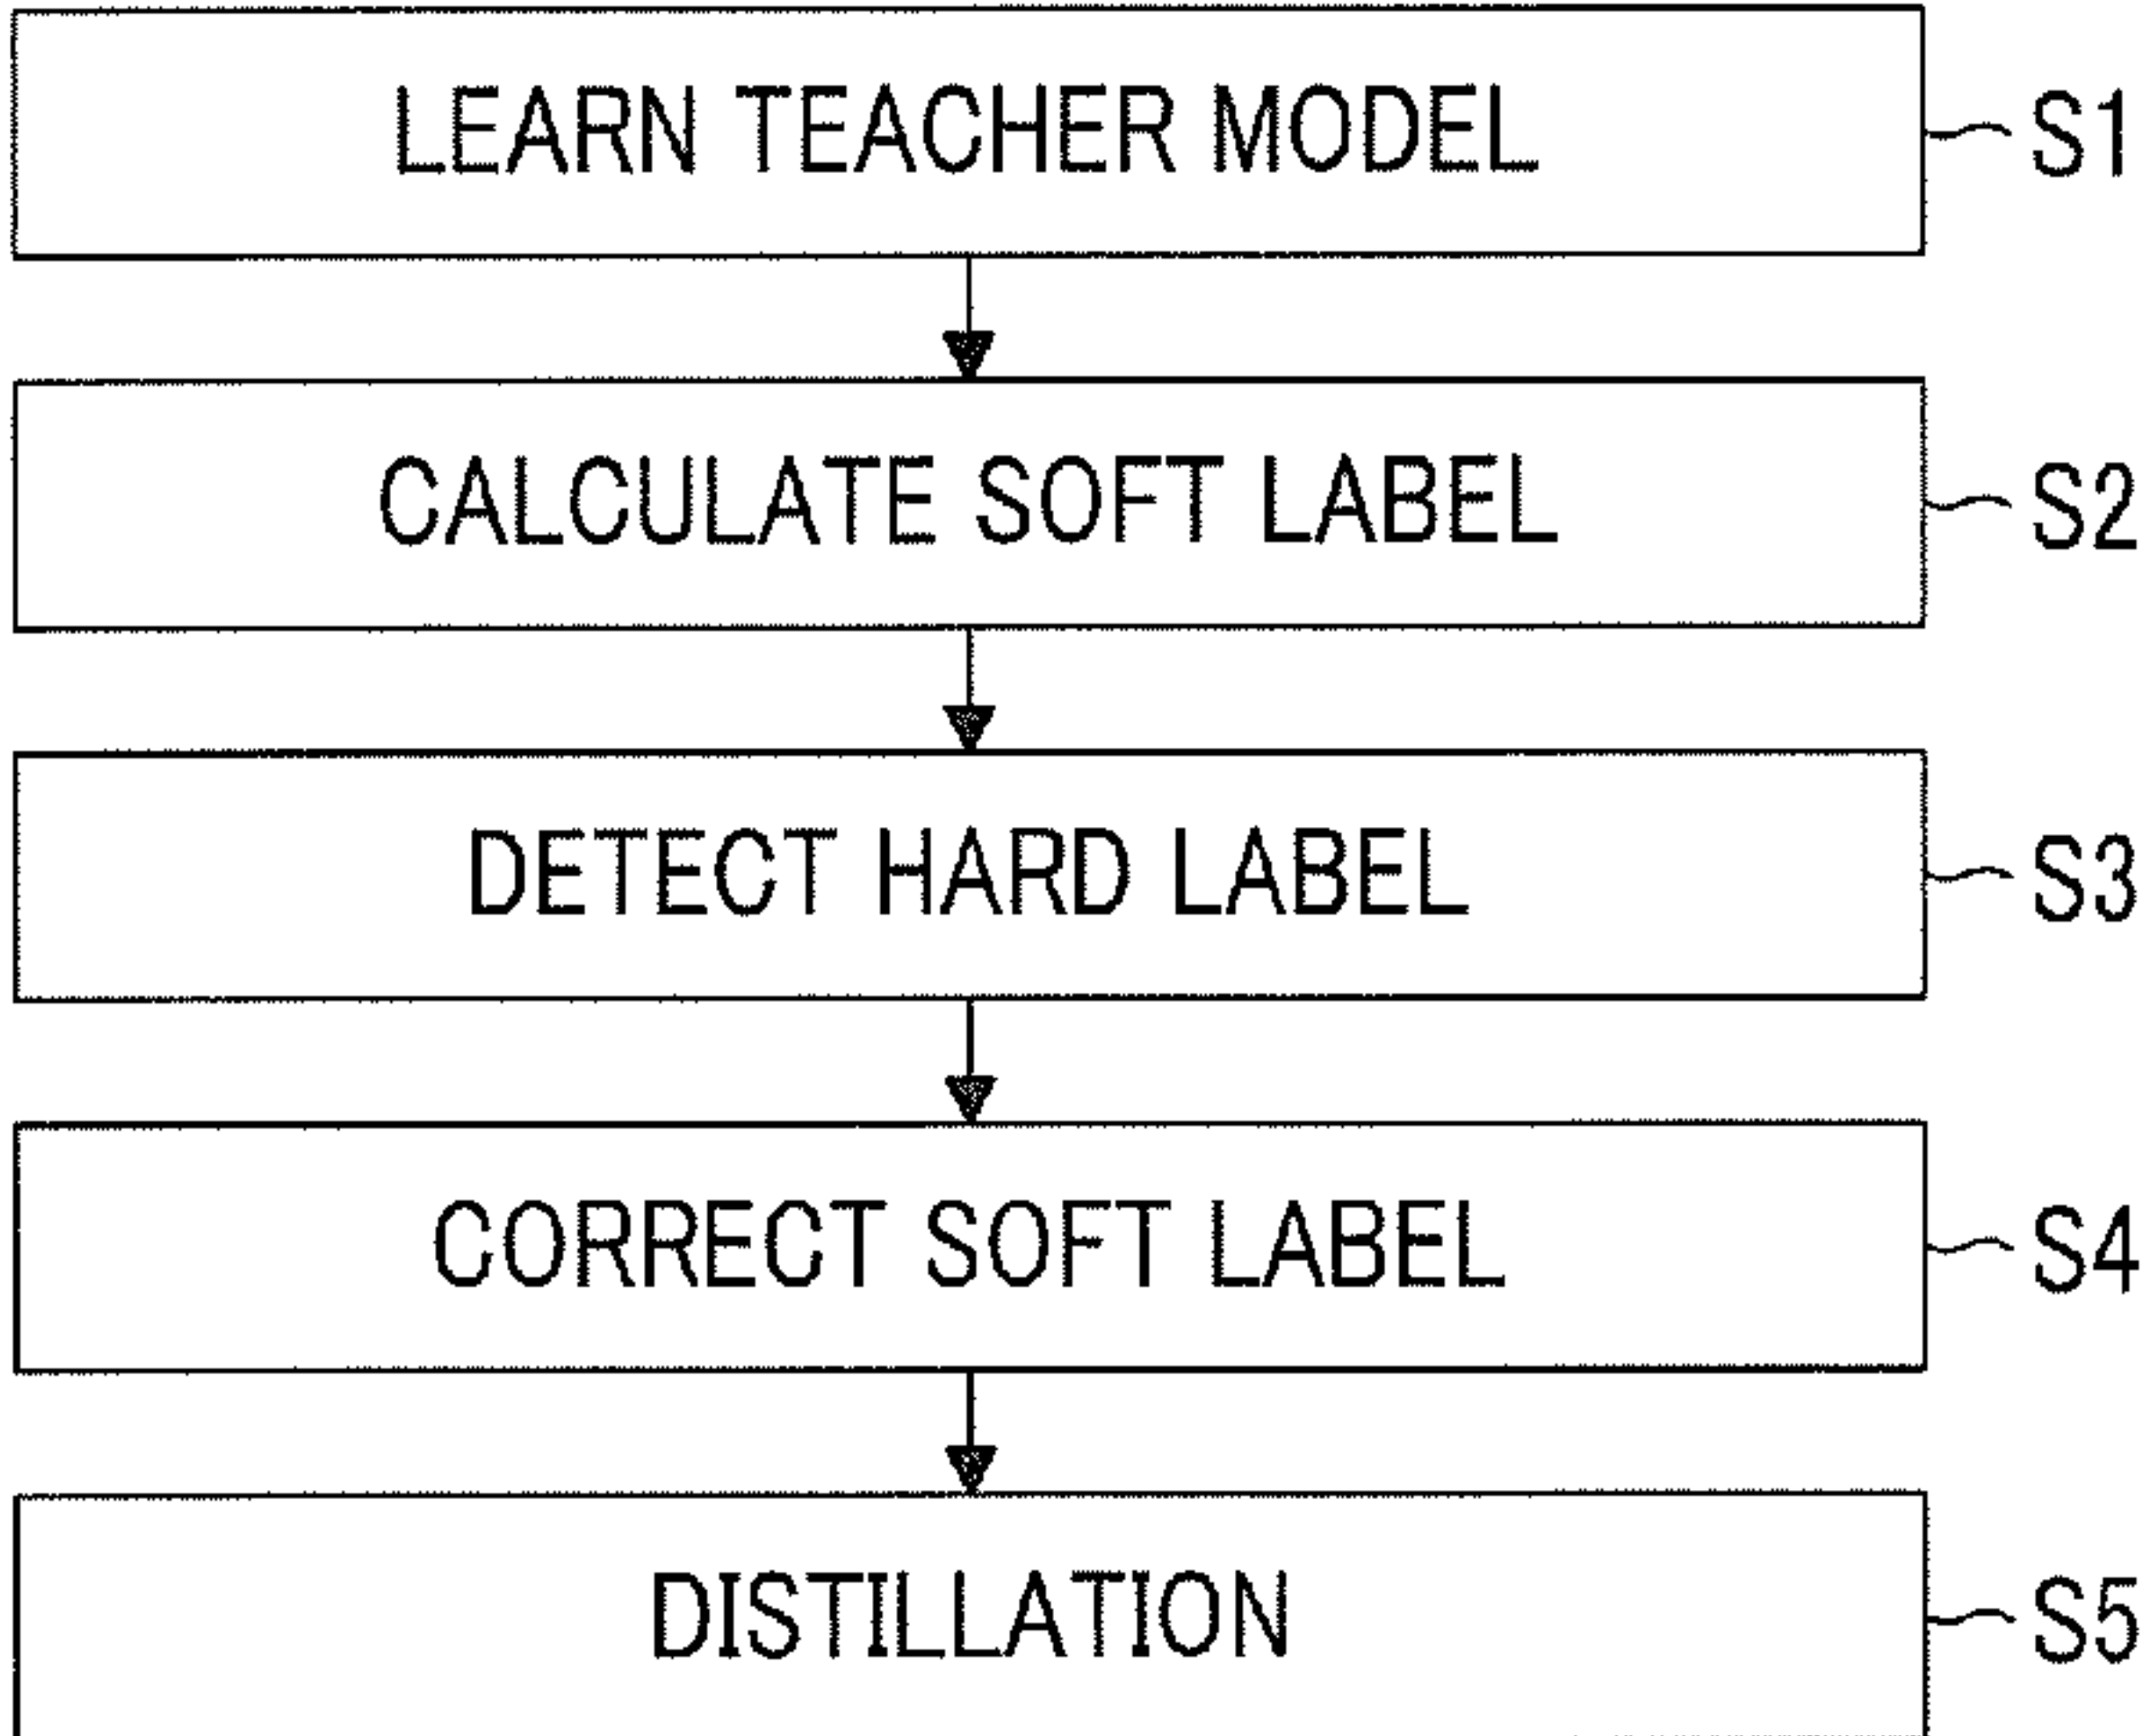 LEARN TEACHER MODEL S1
CALCULATE SOFT LABEL S2
DETECT HARD LABEL S3
CORRECT SOFT LABEL S4
DISTILLATION S5